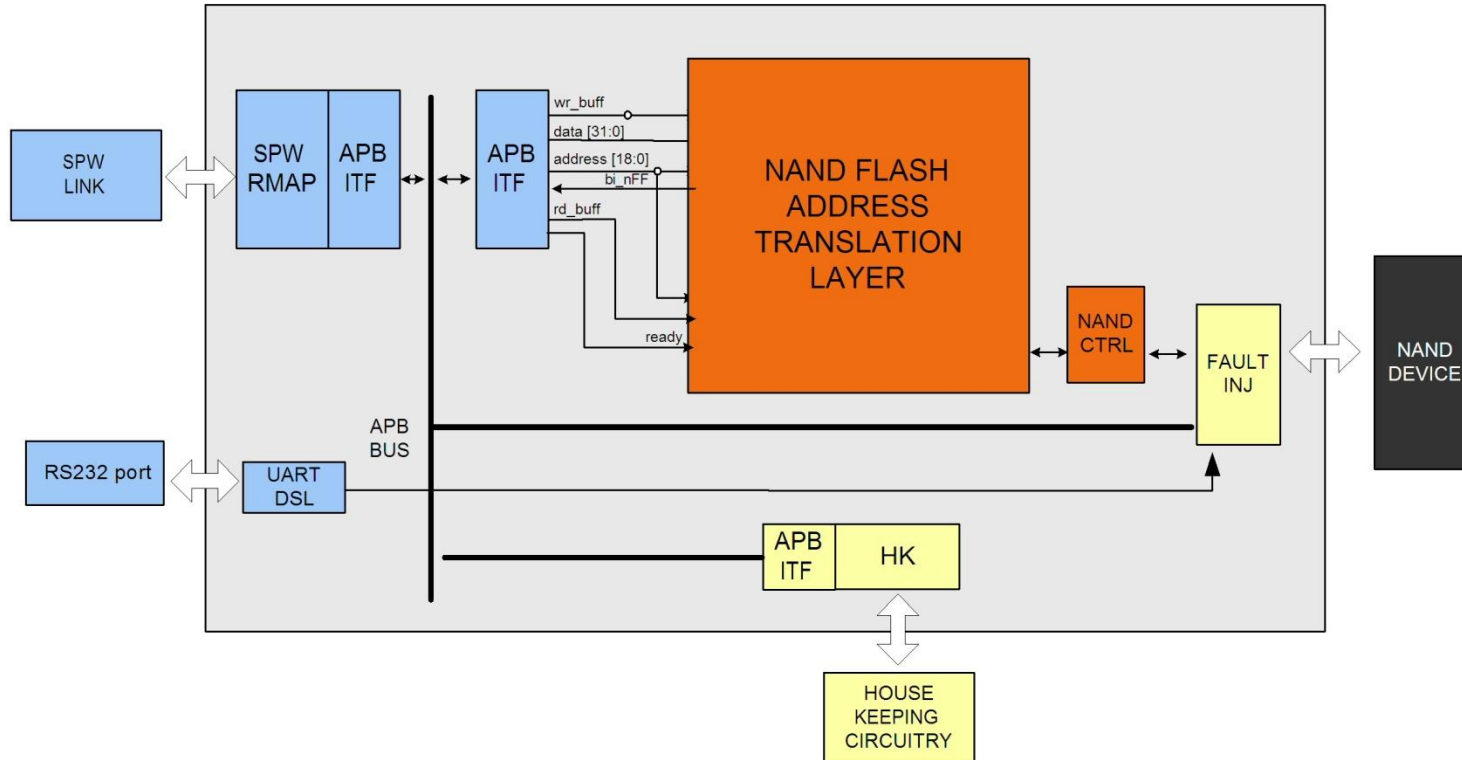 SPW
LINK
SPW
RMAP
APB
ITF
APB
ITF
wr_buff
data [31:0]
address [18:0]
bi_nFF
rd_buff
ready
NAND FLASH
ADDRESS
TRANSLATION
LAYER
NAND
CTRL
FAULT
INJ
NAND
DEVICE
APB
BUS
RS232 port
UART
DSL
APB
ITF
HK
HOUSE
KEEPING
CIRCUITRY